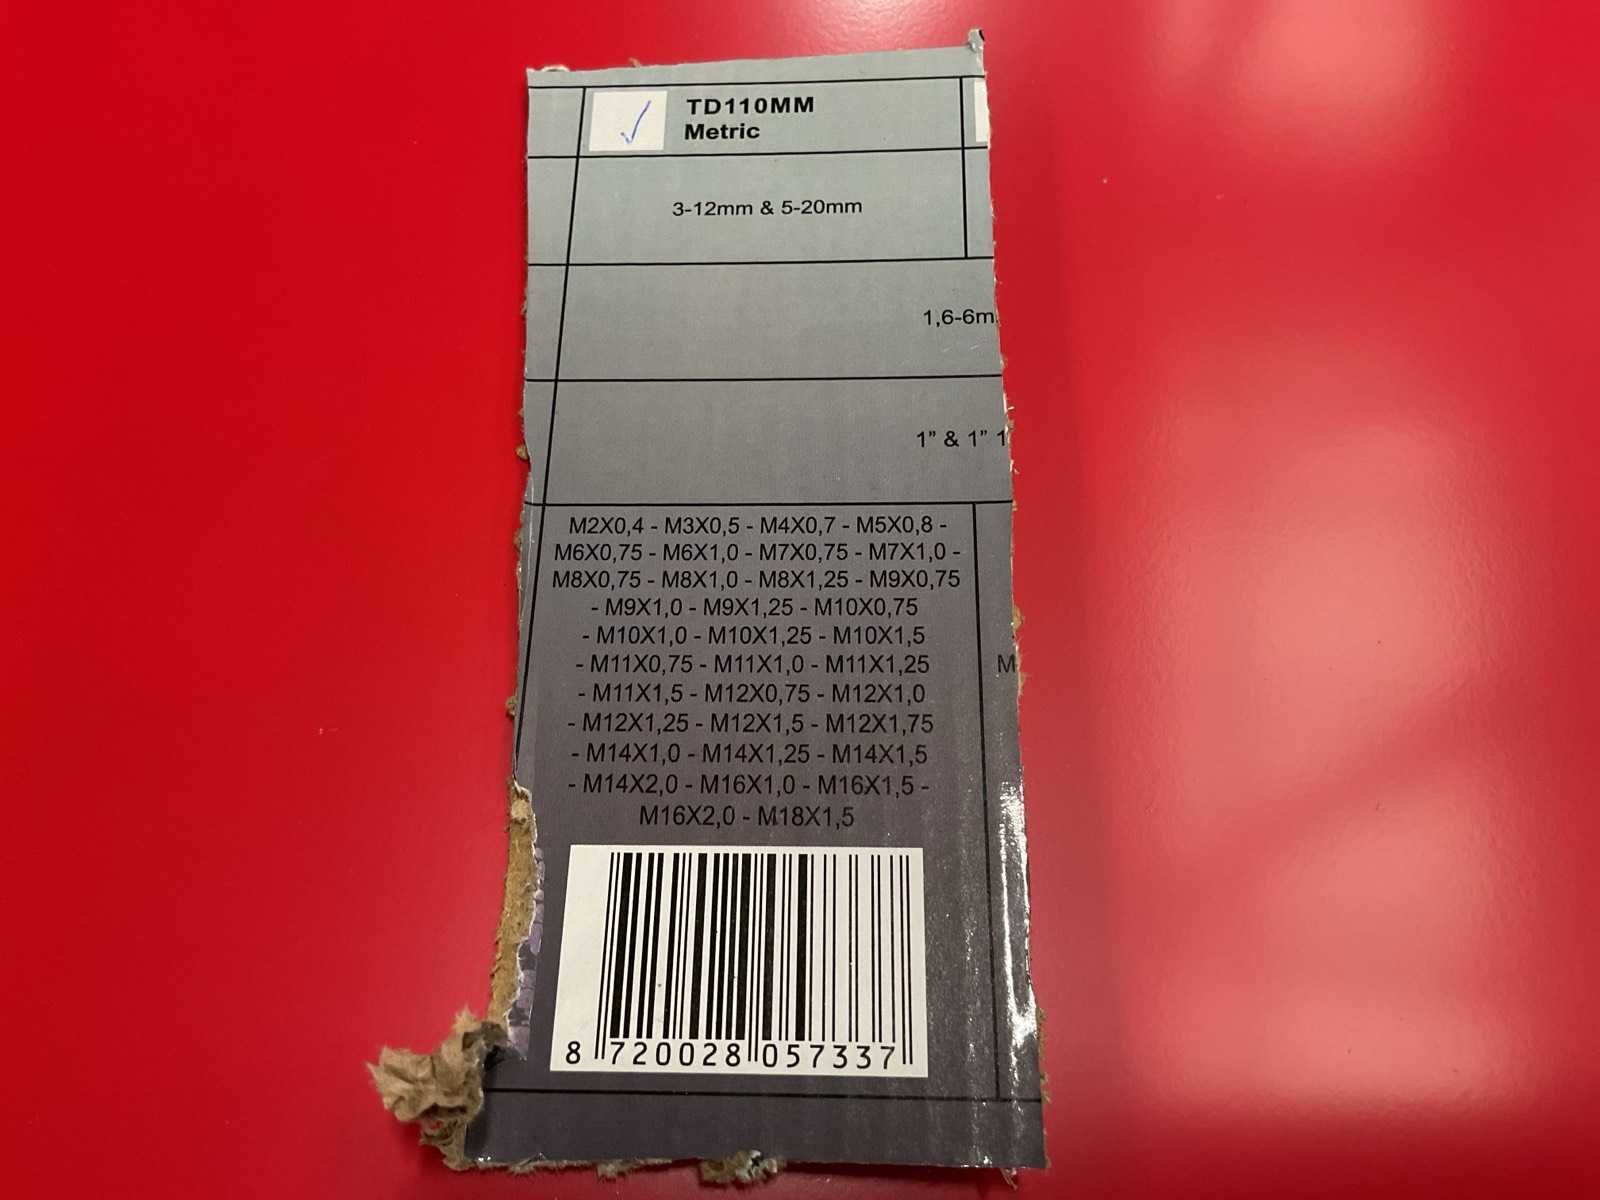 TD110MM
Metric
3-12mm & 5-20mm
1,6-6m
1" & 1" 1
M2X0,4 - M3X0,5 - M4X0,7 - M5X0,8 -
M6X0,75 - M6X1,0 - M7X0,75 - M7X1,0 -
M8X0,75 - M8X1,0 - M8X1,25 - M9X0,75
- M9X1,0 - M9X1,25 - M10X0,75
- M10X1,0 - M10X1,25 - M10X1,5
- M11X0,75 - M11X1,0 - M11X1,25
M
- M11X1,5 - M12X0,75 - M12X1,0
- M12X1,25 - M12X1,5 - M12X1,75
- M14X1,0 - M14X1,25 - M14X1,5
- M14X2,0 - M16X1,0 - M16X1,5 -
M16X2,0 - M18X1,5
8 720028 057337